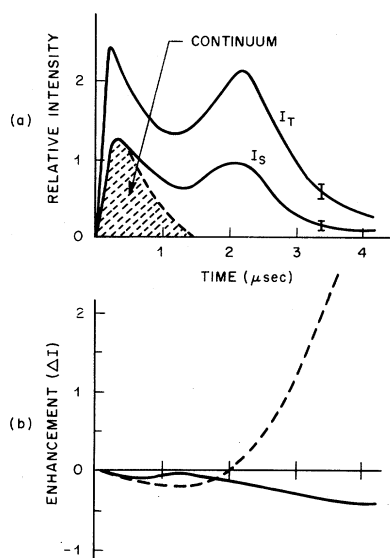 CONTINUUM
(a)
RELATIVE INTENSITY
2
1
0
I_T
I_S
1 2 3 4
TIME (μsec)
(b)
ENHANCEMENT (ΔI)
2
1
0
-1